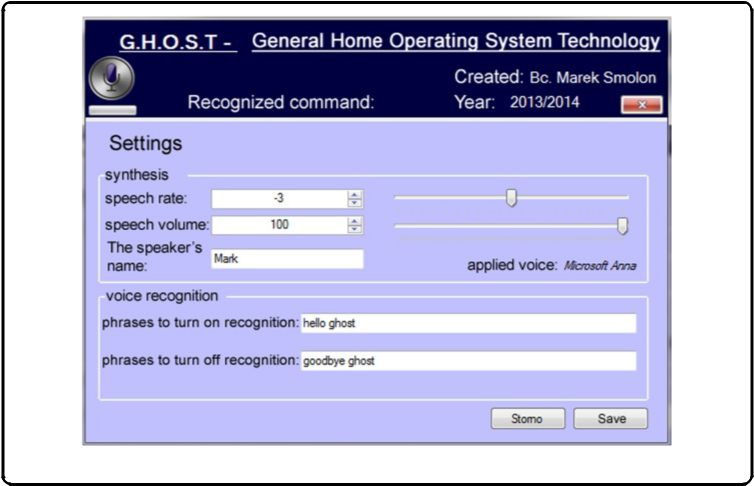 G.H.O.S.T - General Home Operating System Technology
Created: Bc. Marek Smolon
Recognized command: Year: 2013/2014
Settings
synthesis
speech rate: -3
speech volume: 100
The speaker's
name: Mark
applied voice: Microsoft Anna
voice recognition
phrases to turn on recognition: hello ghost
phrases to turn off recognition: goodbye ghost
Storno Save